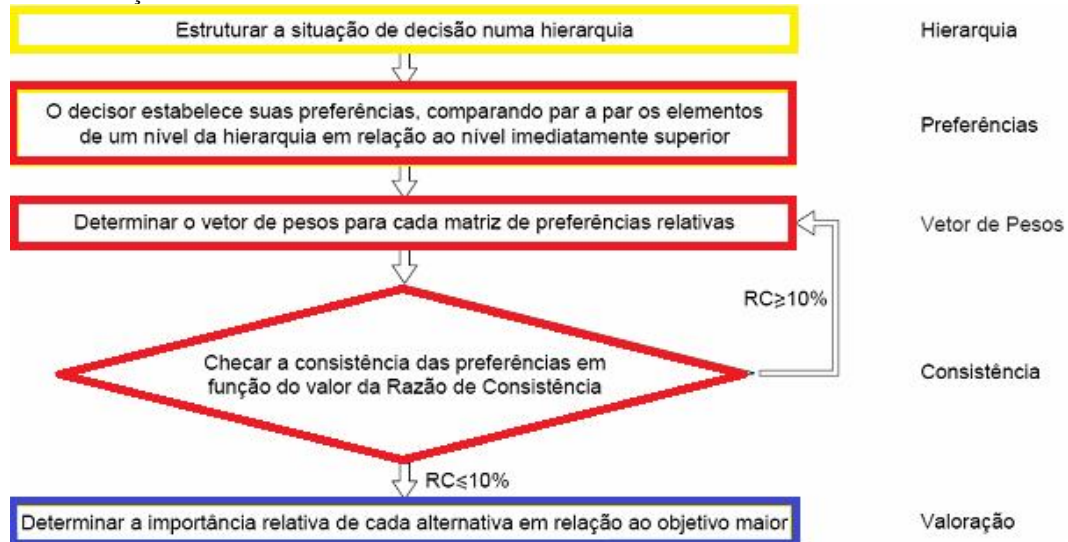 Estruturar a situação de decisão numa hierarquia
Hierarquia
O decisor estabelece suas preferências, comparando par a par os elementos
de um nível da hierarquia em relação ao nível imediatamente superior
Preferências
Determinar o vetor de pesos para cada matriz de preferências relativas
Vetor de Pesos
RC⩾10%
Checar a consistência das preferências em
função do valor da Razão de Consistência
Consistência
RC⩽10%
Determinar a importância relativa de cada alternativa em relação ao objetivo maior
Valoração